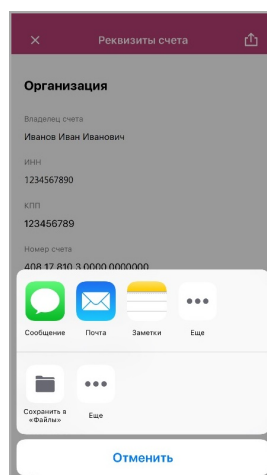 Реквизиты счета
Организация
Владелец счета
Иванов Иван Иванович
ИНН
1234567890
КПП
123456789
Номер счета
408 17 810 3 0000 0000000
Сообщение Почта Заметки Еще
Сохранить в Еще
«Файлы»
Отменить